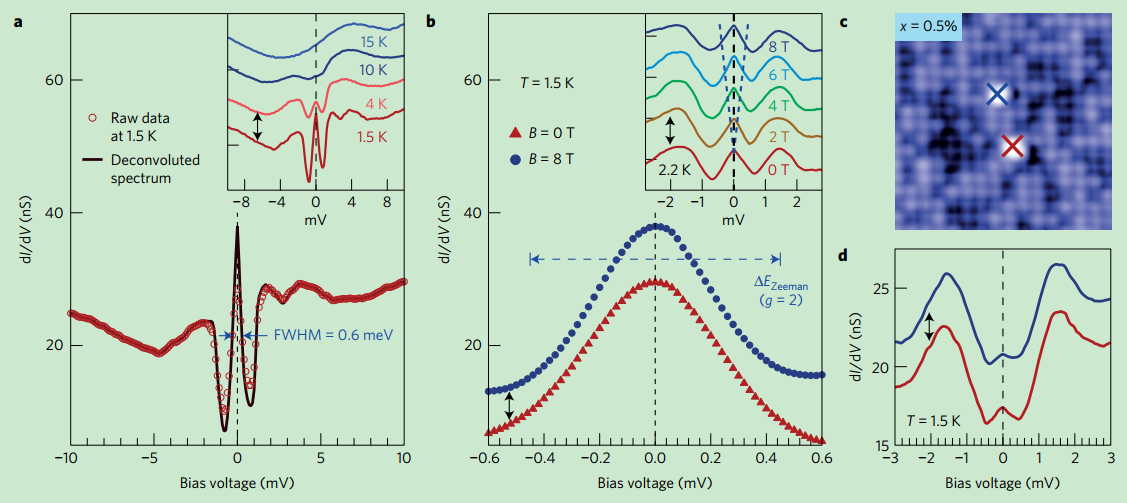 a
dI/dV (nS)
60
40
20
−10
−5
0
5
10
Bias voltage (mV)
Raw data
at 1.5 K
Deconvoluted
spectrum
FWHM = 0.6 meV
15 K
10 K
4 K
1.5 K
−8
−4
0
4
8
mV
b
dI/dV (nS)
60
40
20
−0.6
−0.4
−0.2
0.0
0.2
0.4
0.6
Bias voltage (mV)
T = 1.5 K
B = 0 T
B = 8 T
ΔEZeeman
(g = 2)
8 T
6 T
4 T
2 T
0 T
2.2 K
−2
−1
0
1
2
mV
c
x = 0.5%
d
dI/dV (nS)
25
20
15
T = 1.5 K
−3
−2
−1
0
1
2
3
Bias voltage (mV)